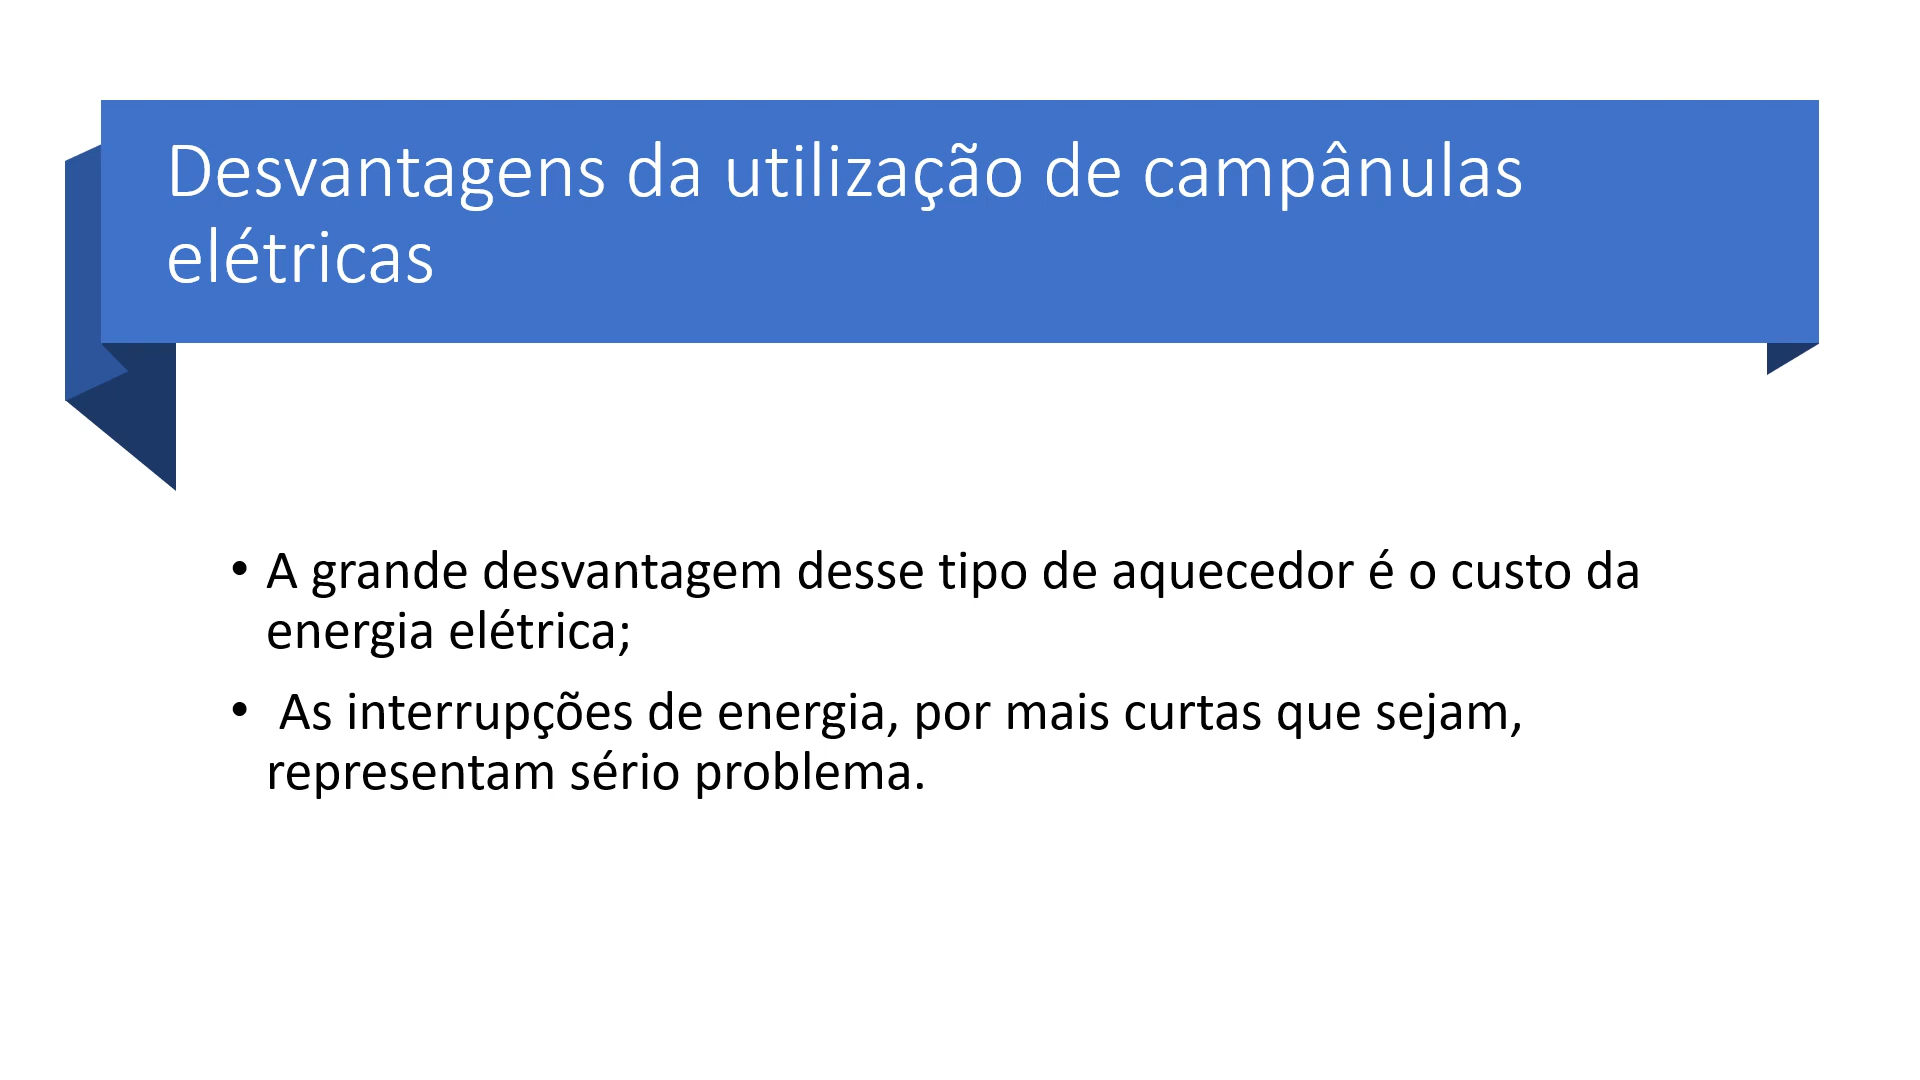 Desvantagens da utilização de campânulas
elétricas
• A grande desvantagem desse tipo de aquecedor é o custo da
energia elétrica;
• As interrupções de energia, por mais curtas que sejam,
representam sério problema.